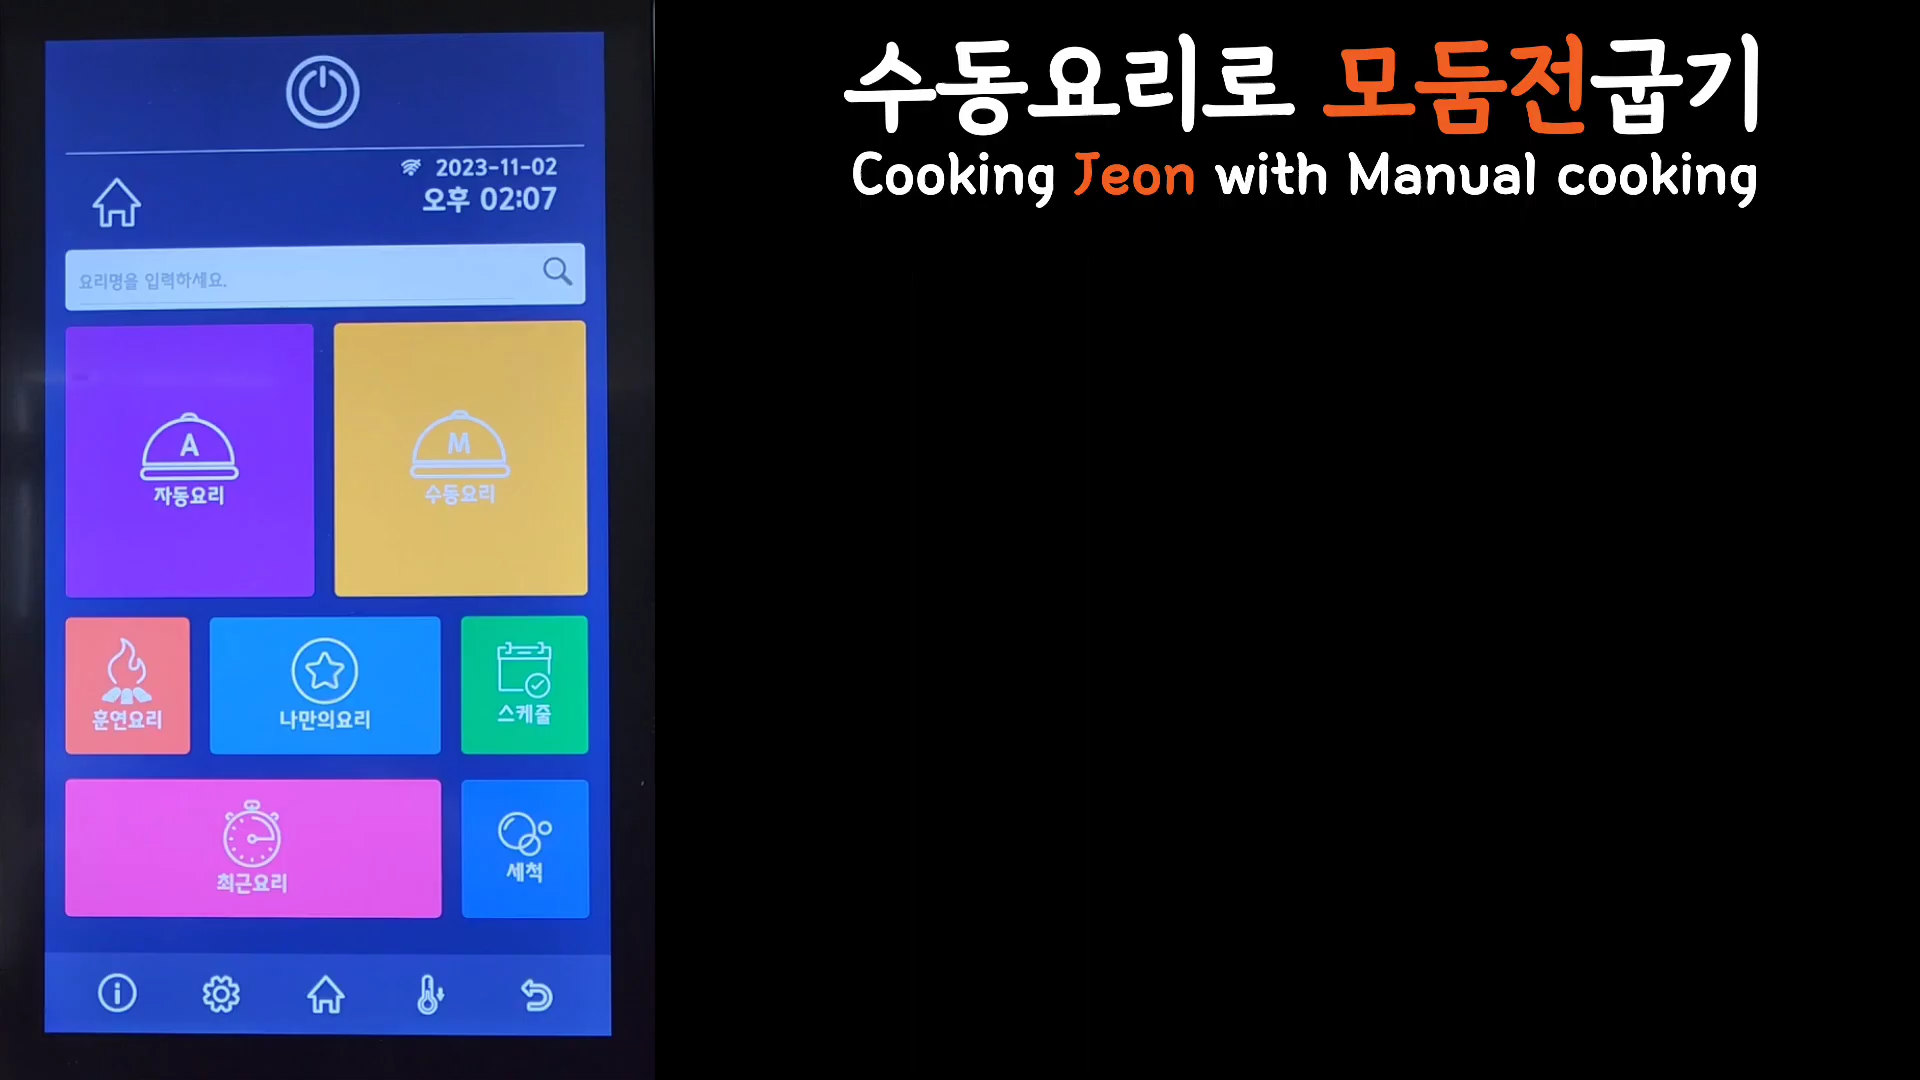 수동요리로 모둠전굽기
Cooking Jeon with Manual cooking
2023-11-02
오후 02:07
요리명을 입력하세요.
A
자동요리
M
수동요리
훈연요리
나만의요리
스케줄
최근요리
세척